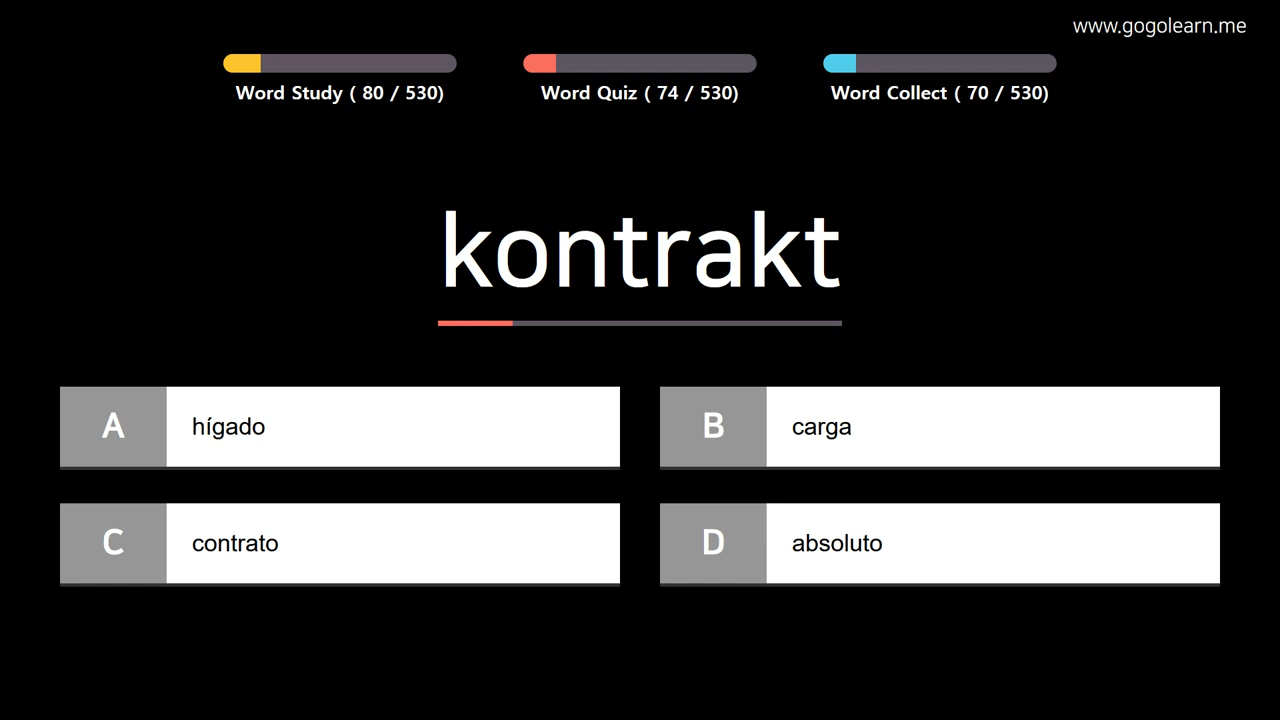 www.gogolearn.me
Word Study ( 80 / 530)
Word Quiz ( 74 / 530)
Word Collect ( 70 / 530)
kontrakt
A hígado
B carga
C contrato
D absoluto